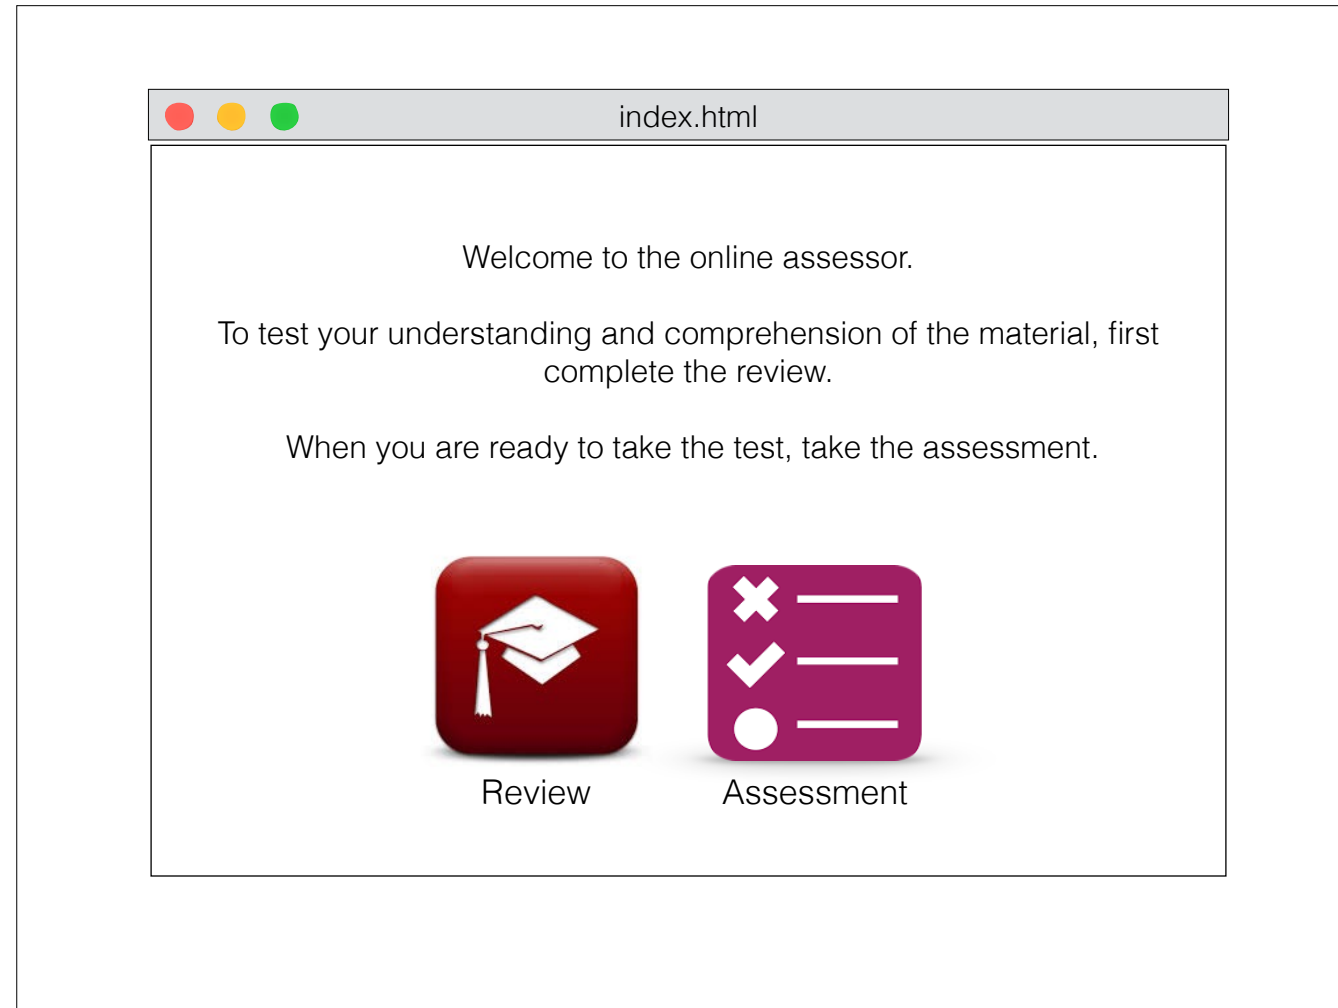 index.html
Welcome to the online assessor.
To test your understanding and comprehension of the material, first
complete the review.
When you are ready to take the test, take the assessment.
Review
Assessment